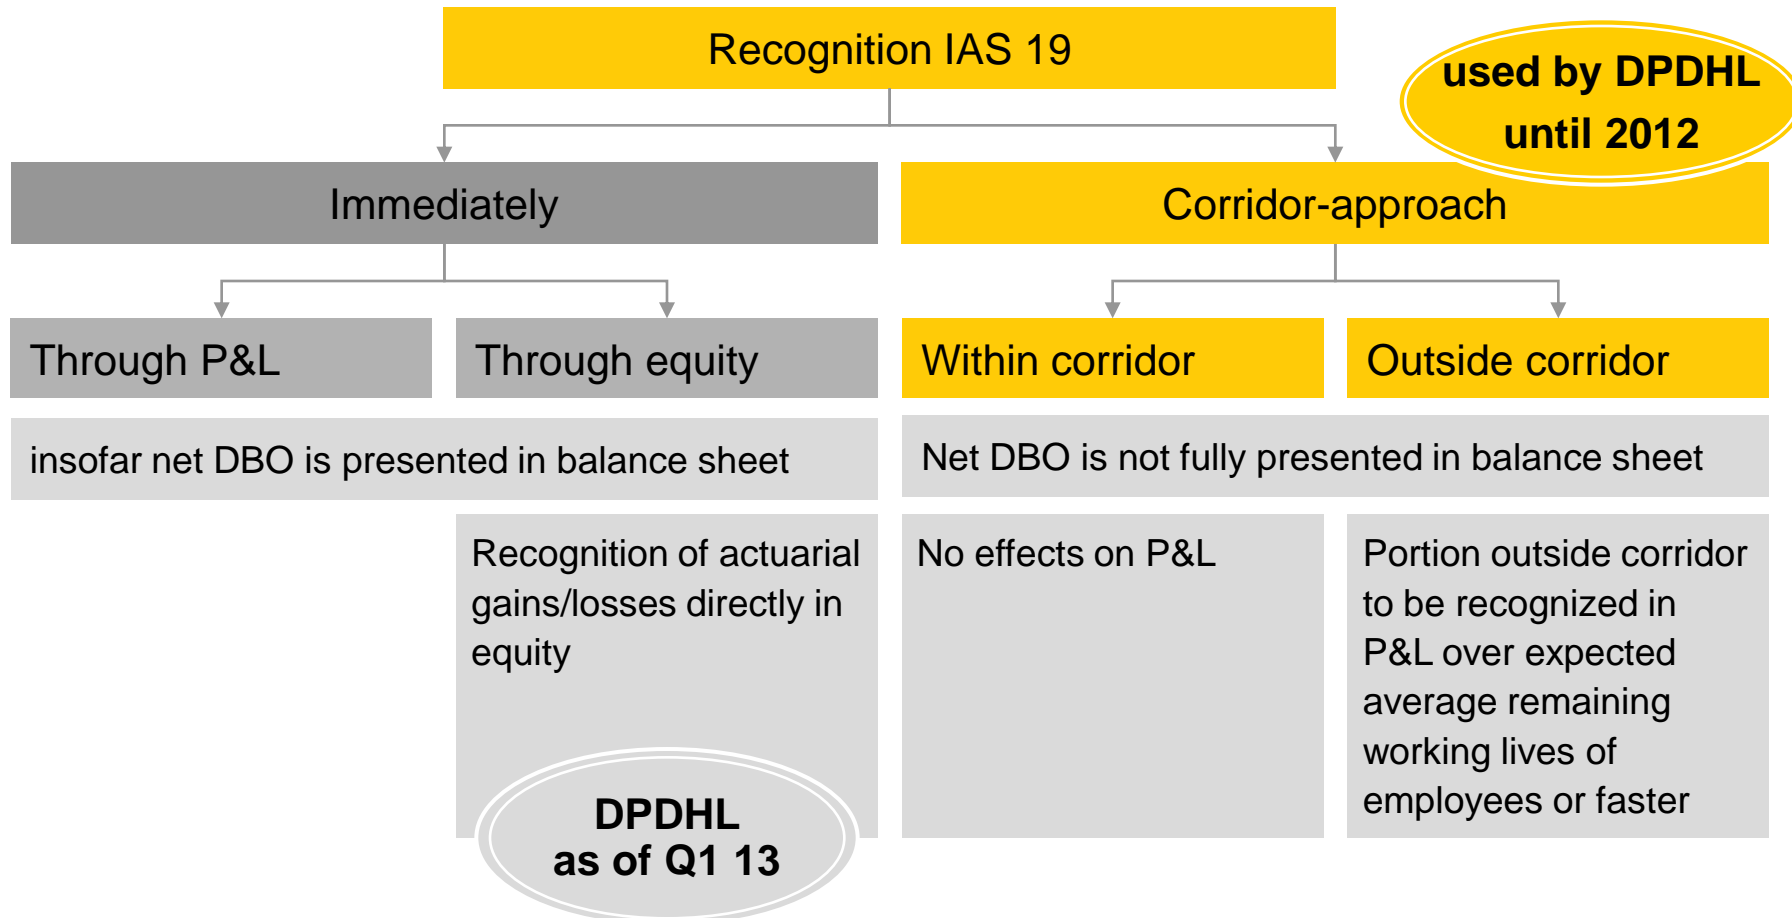 Recognition IAS 19
used by DPDHL
until 2012
Immediately
Corridor-approach
Through P&L
Through equity
Within corridor
Outside corridor
insofar net DBO is presented in balance sheet
Net DBO is not fully presented in balance sheet
Recognition of actuarial
gains/losses directly in
equity
No effects on P&L
Portion outside corridor
to be recognized in
P&L over expected
average remaining
working lives of
employees or faster
DPDHL
as of Q1 13